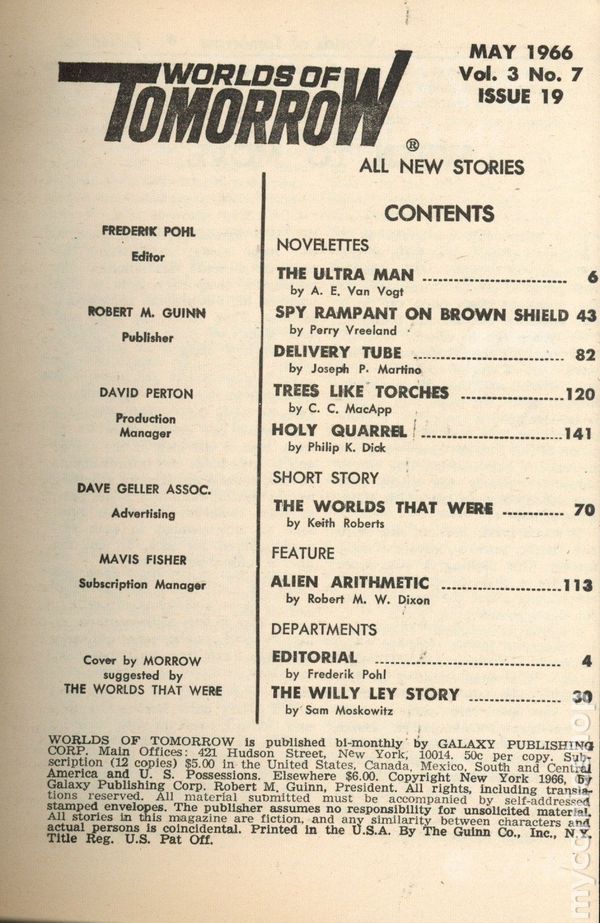 WORLDS OF
TOMORROW
®
MAY 1966
Vol. 3 No. 7
ISSUE 19
ALL NEW STORIES
FREDERIK POHL
Editor
ROBERT M. GUINN
Publisher
DAVID PERTON
Production
Manager
DAVE GELLER ASSOC.
Advertising
MAVIS FISHER
Subscription Manager
Cover by MORROW
suggested by
THE WORLDS THAT WERE
CONTENTS
NOVELETTES
THE ULTRA MAN ........................ 6
by A. E. Van Vogt
SPY RAMPANT ON BROWN SHIELD 43
by Perry Vreeland
DELIVERY TUBE ........................ 82
by Joseph P. Martino
TREES LIKE TORCHES ................120
by C. C. MacApp
HOLY QUARREL ........................141
by Philip K. Dick
SHORT STORY
THE WORLDS THAT WERE ........... 70
by Keith Roberts
FEATURE
ALIEN ARITHMETIC ....................113
by Robert M. W. Dixon
DEPARTMENTS
EDITORIAL ................................ 4
by Frederik Pohl
THE WILLY LEY STORY ............... 30
by Sam Moskowitz
WORLDS OF TOMORROW is published bi-monthly by GALAXY PUBLISHING
CORP. Main Offices: 421 Hudson Street, New York, 10014. 50c per copy. Sub-
scription (12 copies) $5.00 in the United States, Canada, Mexico, South and Central
America and U. S. Possessions. Elsewhere $6.00. Copyright New York 1966, by
Galaxy Publishing Corp. Robert M. Guinn, President. All rights, including transla-
tions reserved. All material submitted must be accompanied by self-addressed
stamped envelopes. The publisher assumes no responsibility for unsolicited material.
All stories in this magazine are fiction, and any similarity between characters and
actual persons is coincidental. Printed in the U.S.A. By The Guinn Co., Inc., N.Y.
Title Reg. U.S. Pat Off.